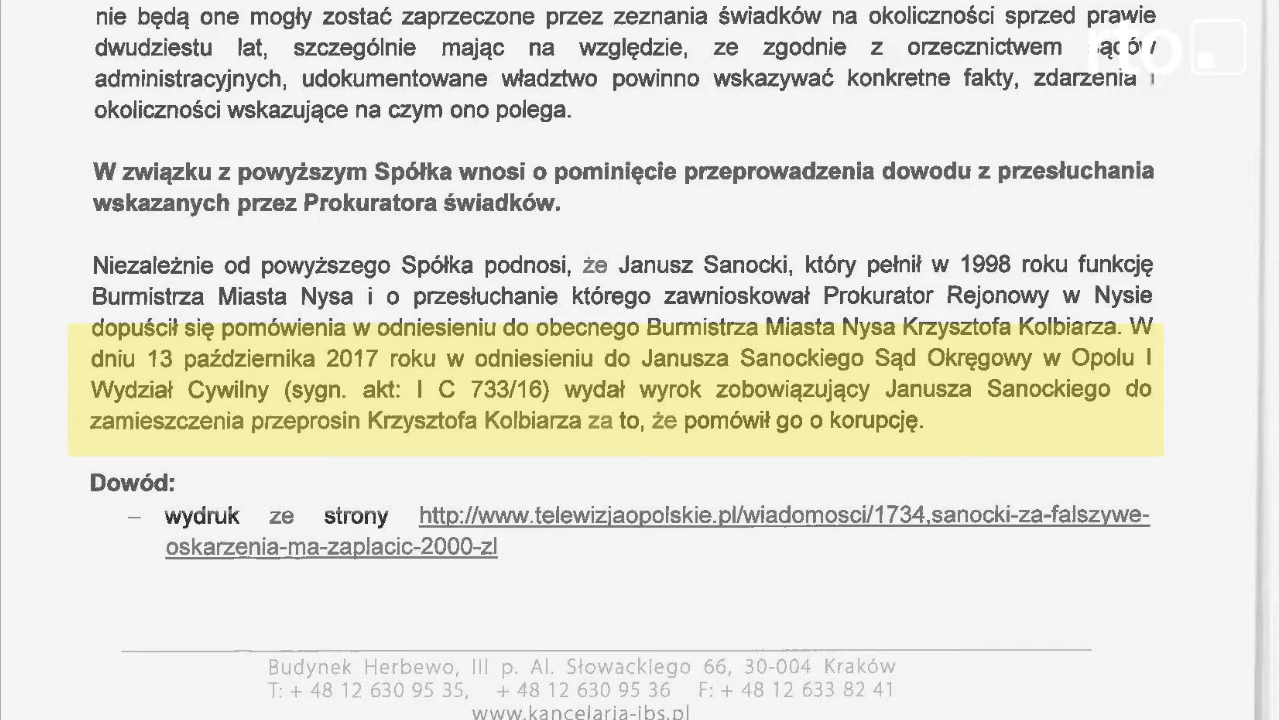 nie będą one mogły zostać zaprzeczone przez zeznania świadków na okoliczności sprzed prawie
dwudziestu lat, szczególnie mając na względzie, ze zgodnie z orzecznictwem sądów
administracyjnych, udokumentowane władztwo powinno wskazywać konkretne fakty, zdarzenia i
okoliczności wskazujące na czym ono polega.
rto
W związku z powyższym Spółka wnosi o pominięcie przeprowadzenia dowodu z przesłuchania
wskazanych przez Prokuratora świadków.
Niezależnie od powyższego Spółka podnosi, że Janusz Sanocki, który pełnił w 1998 roku funkcję
Burmistrza Miasta Nysa i o przesłuchanie którego zawnioskował Prokurator Rejonowy w Nysie
dopuścił się pomówienia w odniesieniu do obecnego Burmistrza Miasta Nysa Krzysztofa Kolbiarza. W
dniu 13 października 2017 roku w odniesieniu do Janusza Sanockiego Sąd Okręgowy w Opolu I
Wydział Cywilny (sygn. akt: I C 733/16) wydał wyrok zobowiązujący Janusza Sanockiego do
zamieszczenia przeprosin Krzysztofa Kolbiarza za to, że pomówił go o korupcję.
Dowód:
– wydruk ze strony http://www.telewizjaopolskie.pl/wiadomosci/1734,sanocki-za-falszywe-
oskarzenia-ma-zaplacic-2000-zl
Budynek Herbewo, III p. Al. Słowackiego 66, 30-004 Kraków
T: + 48 12 630 95 35, + 48 12 630 95 36 F: + 48 12 633 82 41
www.kancelaria-jbs.pl